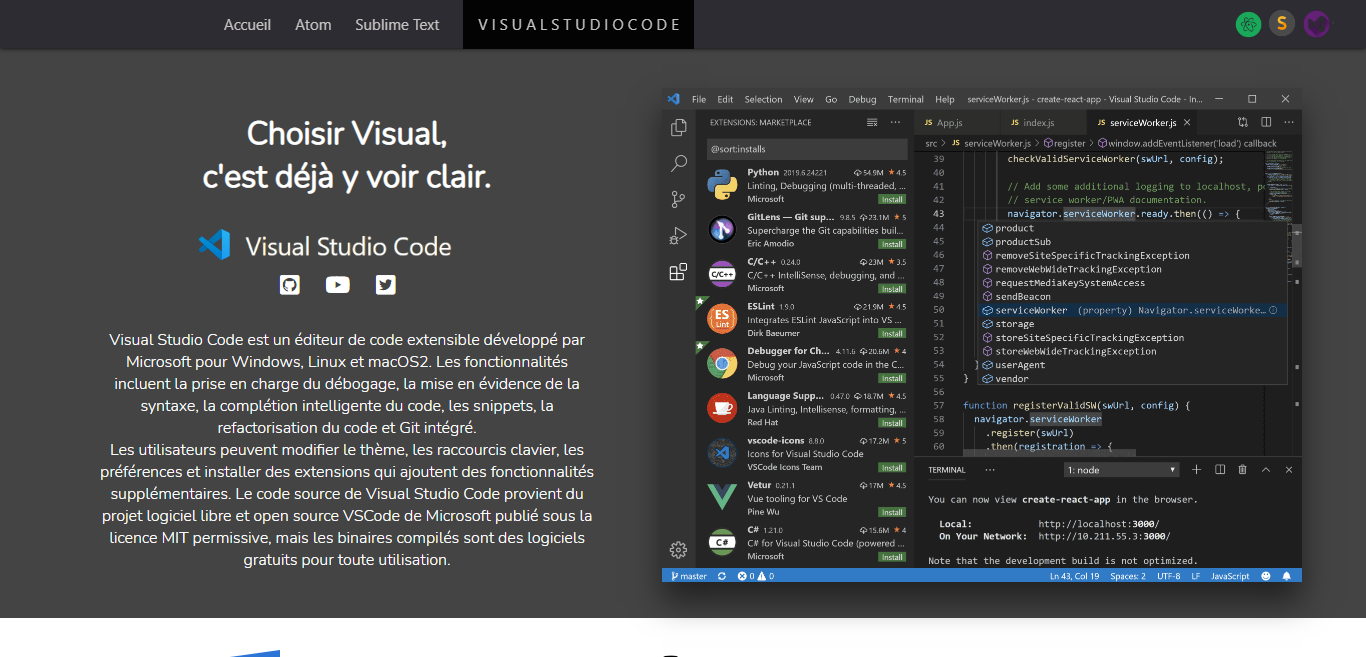 Accueil Atom Sublime Text VISUALSTUDIOCODE
S
Choisir Visual,
c'est déjà y voir clair.
Visual Studio Code
Visual Studio Code est un éditeur de code extensible développé par
Microsoft pour Windows, Linux et macOS2. Les fonctionnalités
incluent la prise en charge du débogage, la mise en évidence de la
syntaxe, la complétion intelligente du code, les snippets, la
refactorisation du code et Git intégré.
Les utilisateurs peuvent modifier le thème, les raccourcis clavier, les
préférences et installer des extensions qui ajoutent des fonctionnalités
supplémentaires. Le code source de Visual Studio Code provient du
projet logiciel libre et open source VSCode de Microsoft publié sous la
licence MIT permissive, mais les binaires compilés sont des logiciels
gratuits pour toute utilisation.
File Edit Selection View Go Debug Terminal Help serviceWorker.js - create-react-app - Visual Studio Code - In...
EXTENSIONS: MARKETPLACE
@sort:installs
Python 2019.6.24221 54.9M 4.5
Linting, Debugging (multi-threaded, ...
Microsoft Install
GitLens — Git sup... 9.8.5 23.1M 5
Supercharge the Git capabilities buil...
Eric Amodio Install
C/C++
C/C++ 0.24.0 23M 3.5
C/C++ IntelliSense, debugging, and ...
Microsoft Install
ES
Lint
ESLint 1.9.0 21.9M 4.5
Integrates ESLint JavaScript into VS ...
Dirk Baeumer Install
Debugger for Ch... 4.11.6 20.6M 4
Debug your JavaScript code in the C...
Microsoft Install
Language Supp... 0.47.0 18.7M 4.5
Java Linting, Intellisense, formatting, ...
Red Hat Install
vscode-icons 8.8.0 17.2M 5
Icons for Visual Studio Code
VSCode Icons Team Install
Vetur 0.21.1 17M 4.5
Vue tooling for VS Code
Pine Wu Install
C#
C# 1.21.0 15.6M 4
C# for Visual Studio Code (powered ...
Microsoft Install
JS App.js JS index.js JS serviceWorker.js
src > JS serviceWorker.js > register > window.addEventListener('load') callback
39 checkValidServiceWorker(swUrl, config);
40
41 // Add some additional logging to localhost,
42 // service worker/PWA documentation.
43 navigator.serviceWorker.ready.then(() => {
44 product
45 productSub
46 removeSiteSpecificTrackingException
47 removeWebWideTrackingException
48 requestMediaKeySystemAccess
49 sendBeacon
50 serviceWorker (property) Navigator.serviceWorke...
51 storage
52 storeSiteSpecificTrackingException
53 storeWebWideTrackingException
54 userAgent
55 } vendor
56
57 function registerValidSW(swUrl, config) {
58 navigator.serviceWorker
59 .register(swUrl)
60 .then(registration => {
TERMINAL ... 1: node
You can now view create-react-app in the browser.
Local: http://localhost:3000/
On Your Network: http://10.211.55.3:3000/
Note that the development build is not optimized.
master 0 0 Ln 43, Col 19 Spaces: 2 UTF-8 LF JavaScript